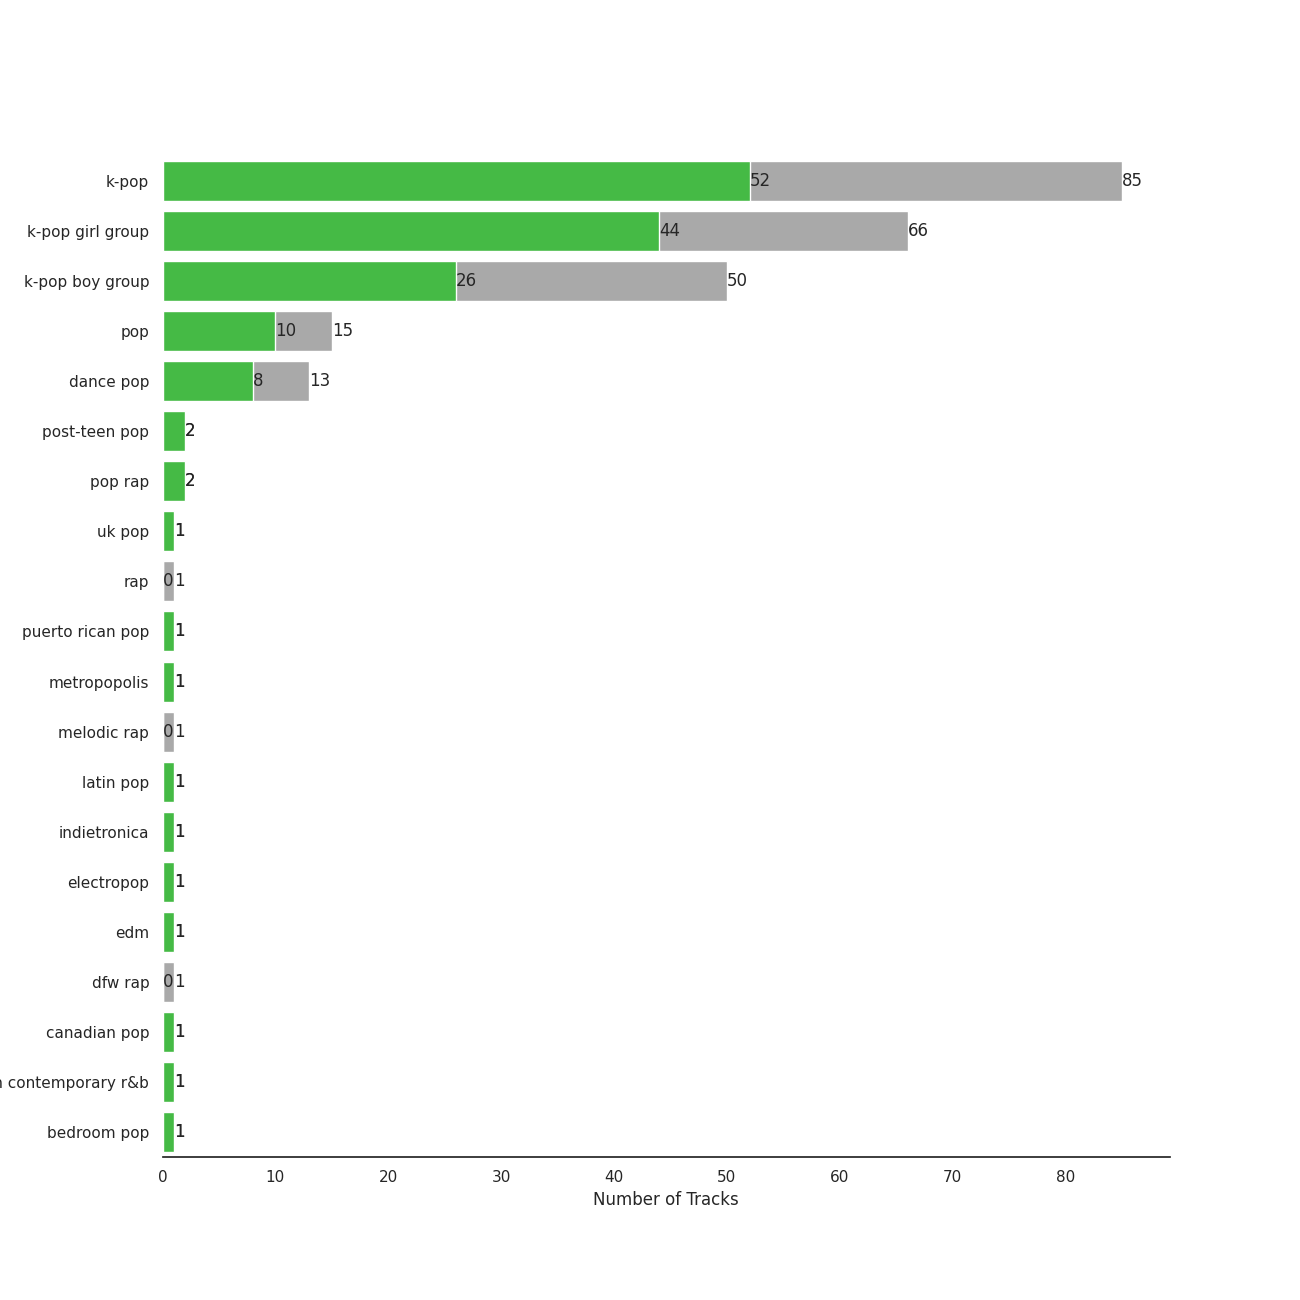 k-pop 52 85
k-pop girl group 44 66
k-pop boy group 26 50
pop 10 15
dance pop 8 13
post-teen pop 2
pop rap 2
uk pop 1
rap 0 1
puerto rican pop 1
metropopolis 1
melodic rap 0 1
latin pop 1
indietronica 1
electropop 1
edm 1
dfw rap 0 1
canadian pop 1
contemporary r&b 1
bedroom pop 1
0 10 20 30 40 50 60 70 80
Number of Tracks